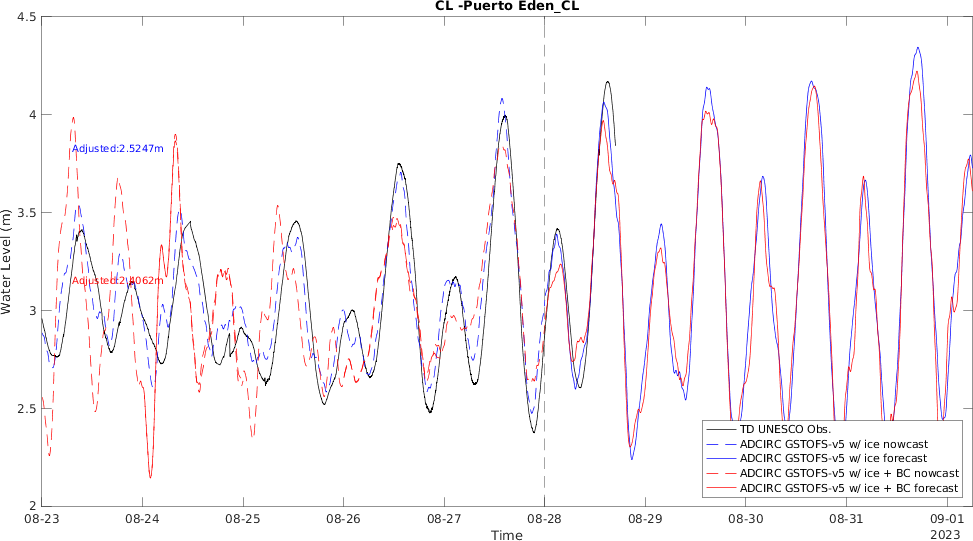 CL -Puerto Eden_CL
4.5
4
3.5
3
2.5
2
Water Level (m)
Adjusted:2.5247m
Adjusted:2.4062m
TD UNESCO Obs.
ADCIRC GSTOFS-v5 w/ ice nowcast
ADCIRC GSTOFS-v5 w/ ice forecast
ADCIRC GSTOFS-v5 w/ ice + BC nowcast
ADCIRC GSTOFS-v5 w/ ice + BC forecast
08-23 08-24 08-25 08-26 08-27 08-28 08-29 08-30 08-31 09-01
2023
Time